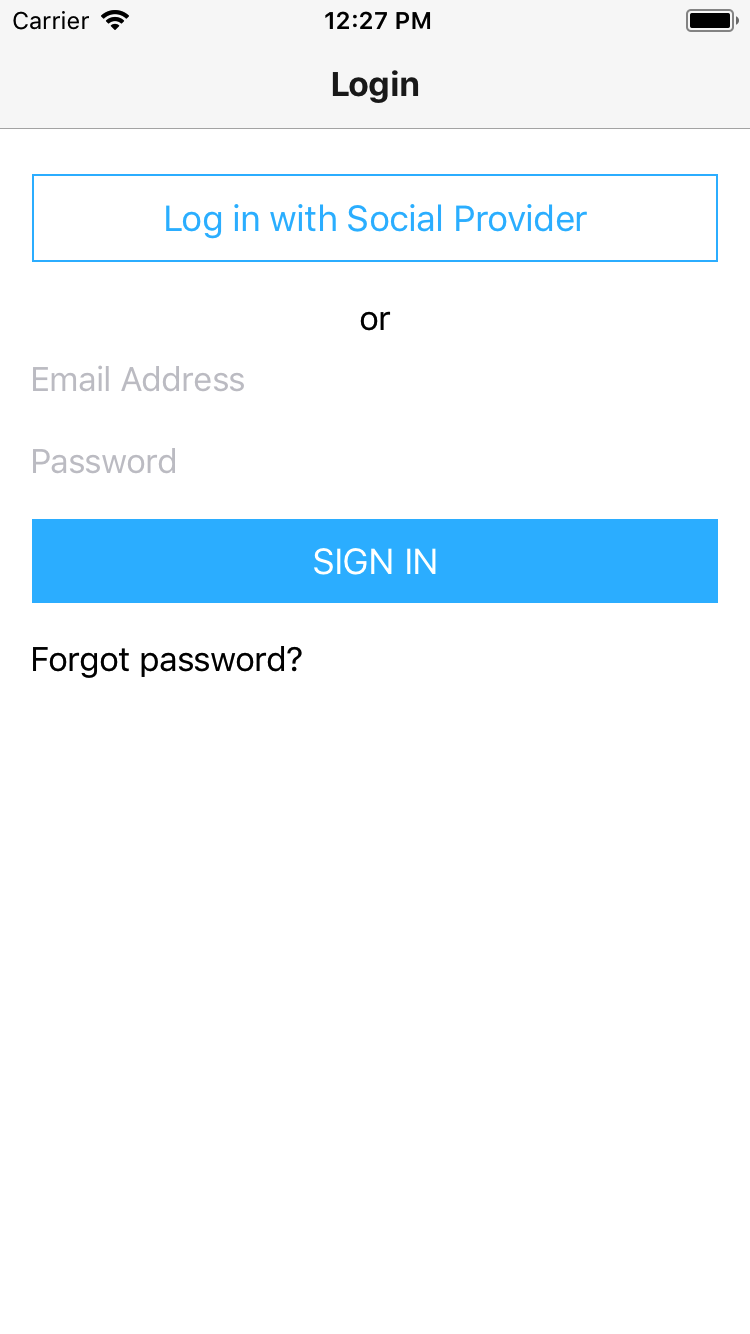 Carrier 12:27 PM
Login
Log in with Social Provider
or
Email Address
Password
SIGN IN
Forgot password?